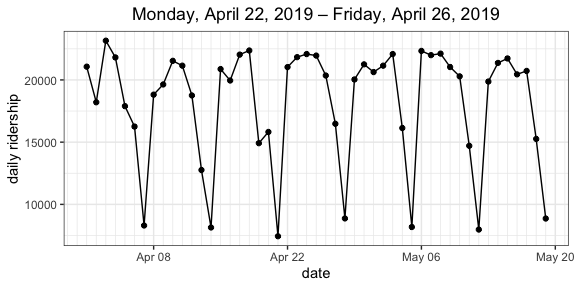 Monday, April 22, 2019 – Friday, April 26, 2019
daily ridership
20000
15000
10000
Apr 08
Apr 22
May 06
May 20
date